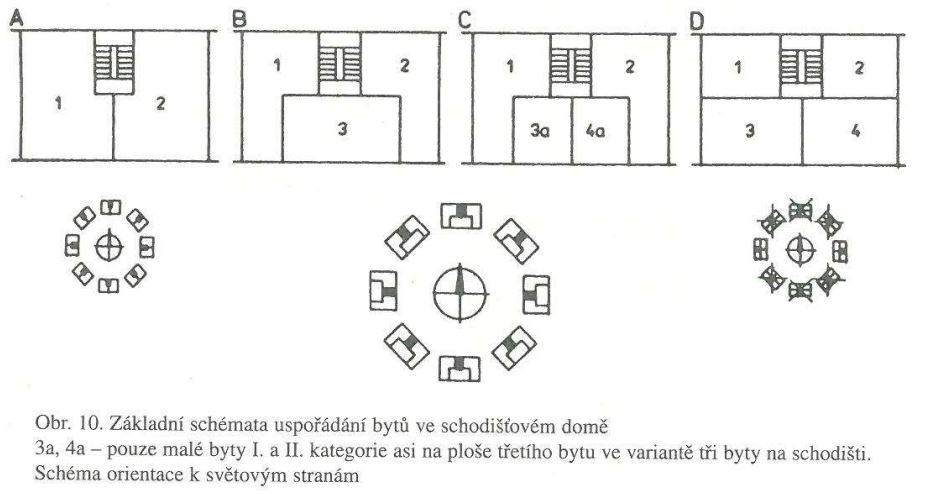 A B C D
1 2
1 2
3
1 2
3a 4a
1 2
3 4
Obr. 10. Základní schémata uspořádání bytů ve schodišťovém domě
3a, 4a – pouze malé byty I. a II. kategorie asi na ploše třetího bytu ve variantě tři byty na schodišti.
Schéma orientace k světovým stranám